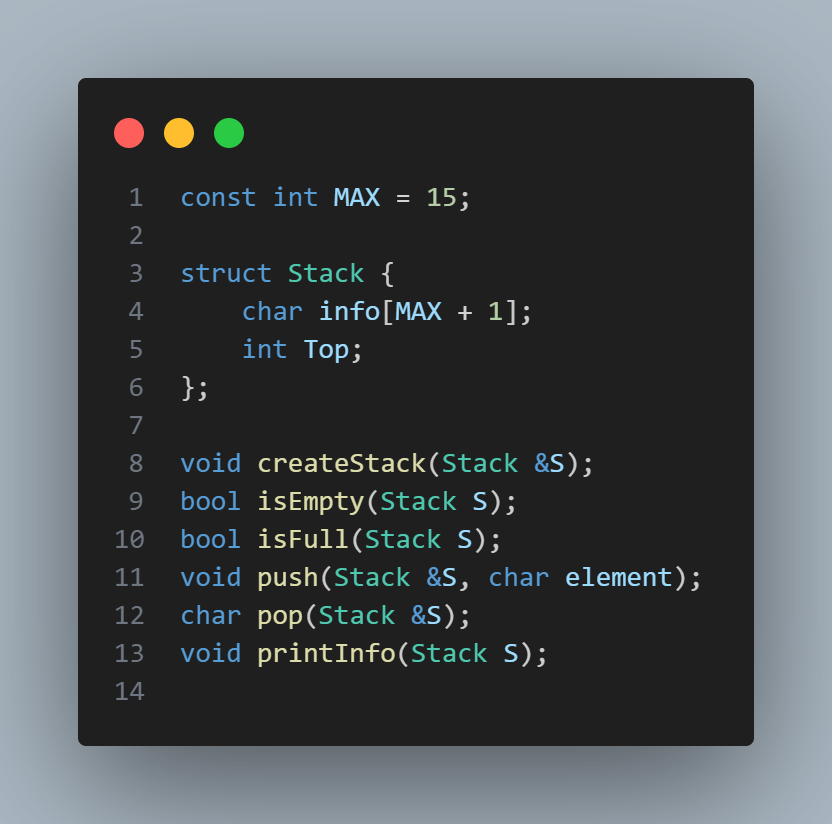 1 const int MAX = 15;
2
3 struct Stack {
4     char info[MAX + 1];
5     int Top;
6 };
7
8 void createStack(Stack &S);
9 bool isEmpty(Stack S);
10 bool isFull(Stack S);
11 void push(Stack &S, char element);
12 char pop(Stack &S);
13 void printInfo(Stack S);
14